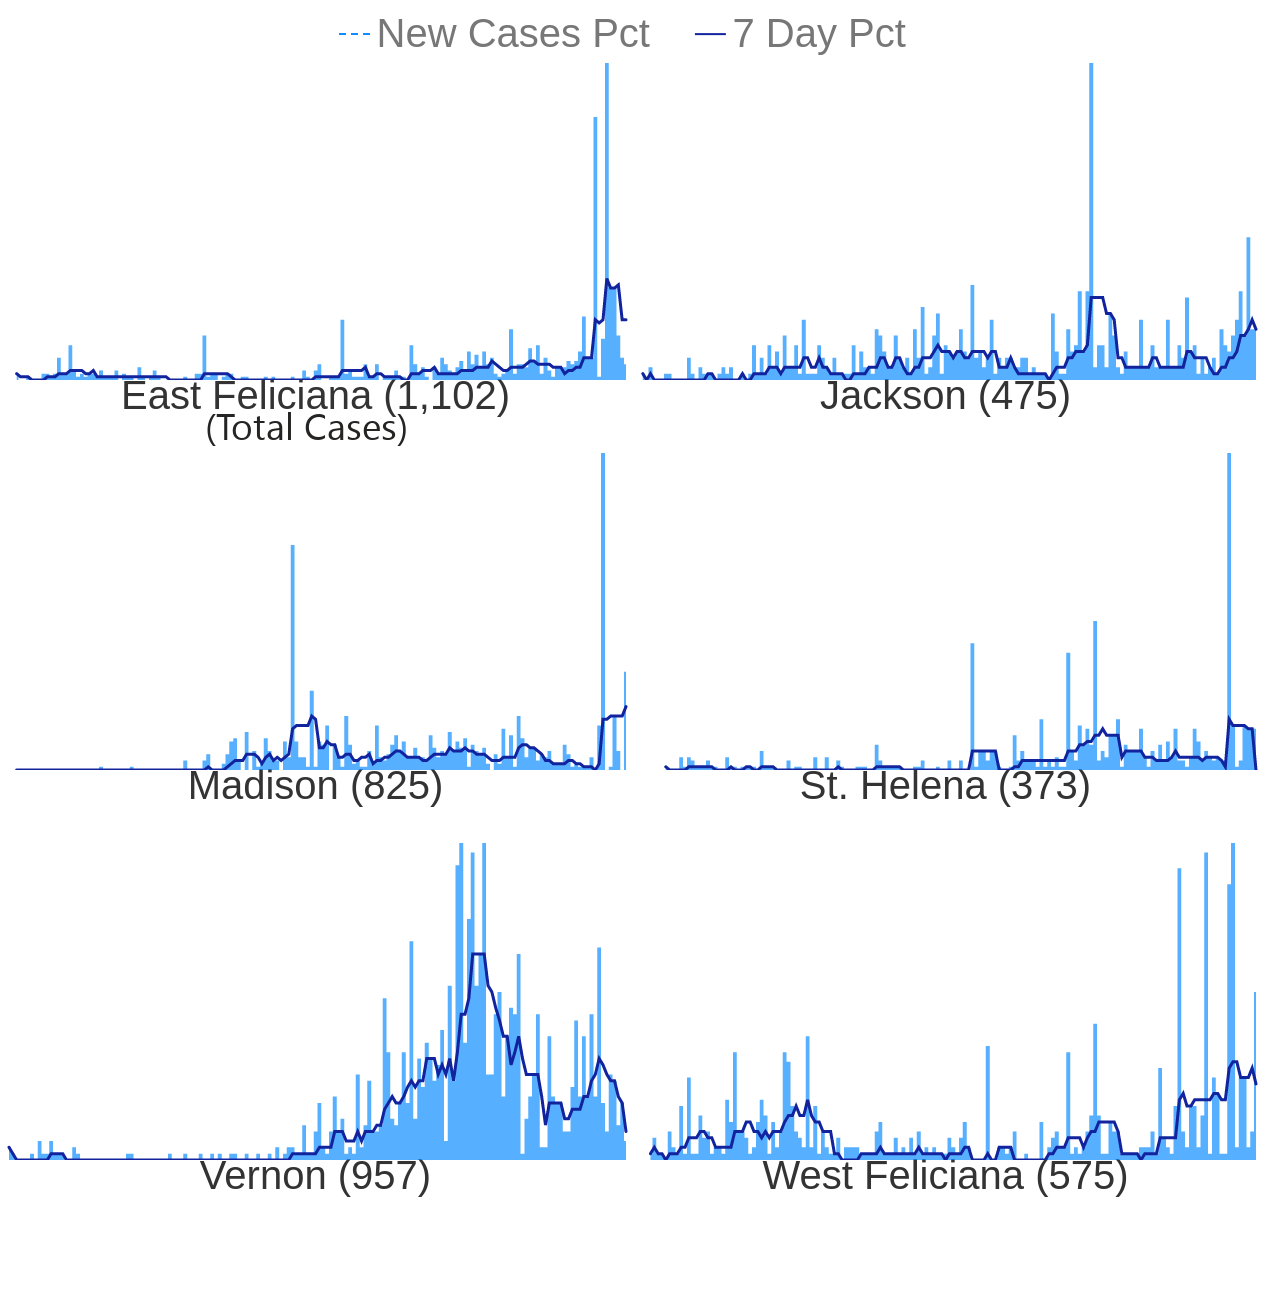 New Cases Pct 7 Day Pct
East Feliciana (1,102) Jackson (475)
(Total Cases)
Madison (825) St. Helena (373)
Vernon (957) West Feliciana (575)